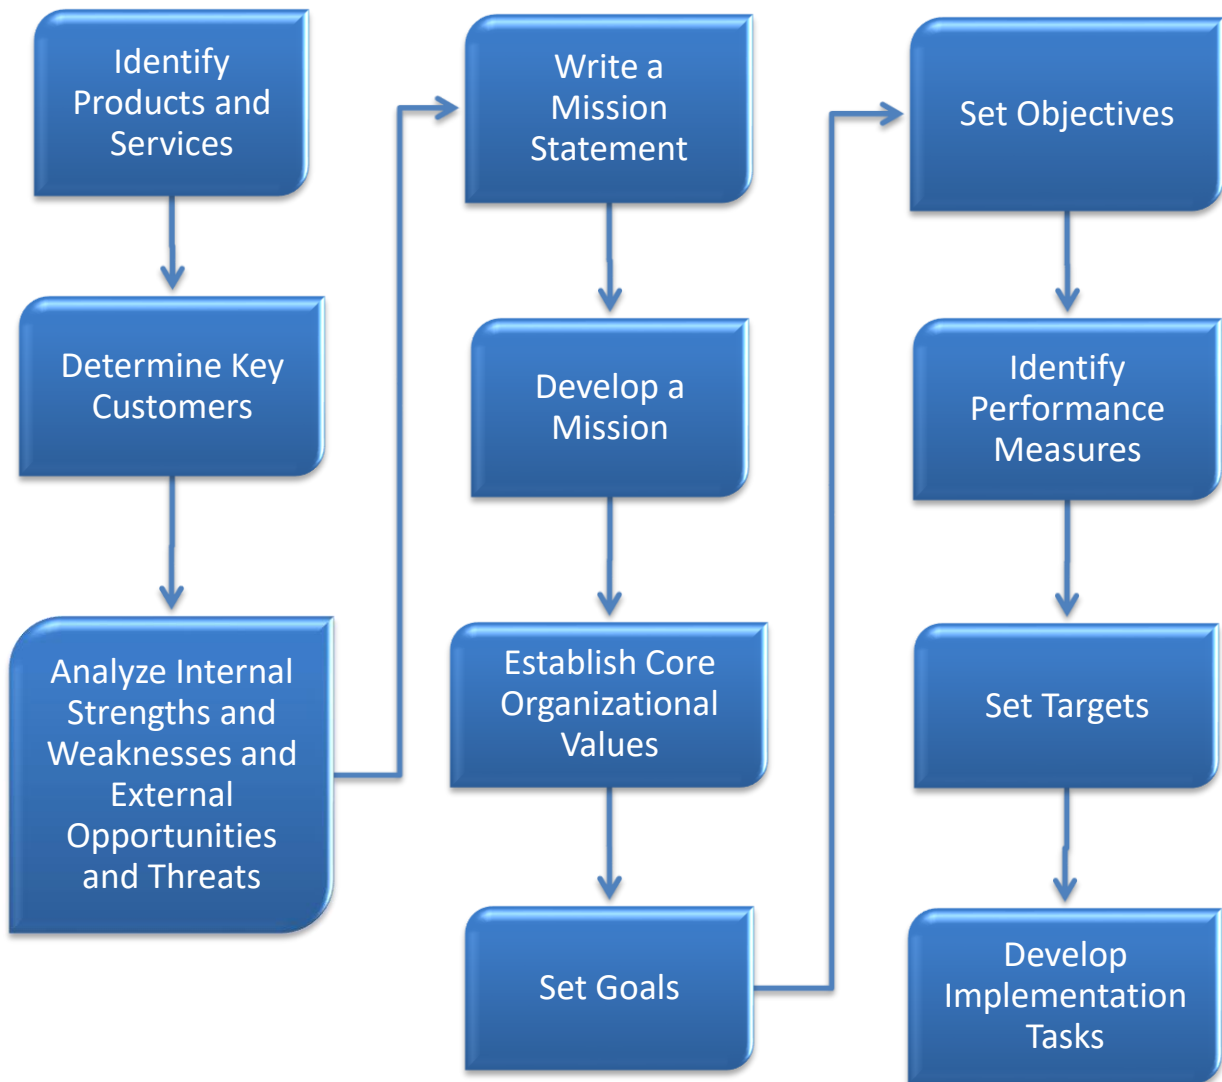 Identify
Products and
Services
Determine Key
Customers
Analyze Internal
Strengths and
Weaknesses and
External
Opportunities
and Threats
Write a
Mission
Statement
Develop a
Mission
Establish Core
Organizational
Values
Set Goals
Set Objectives
Identify
Performance
Measures
Set Targets
Develop
Implementation
Tasks